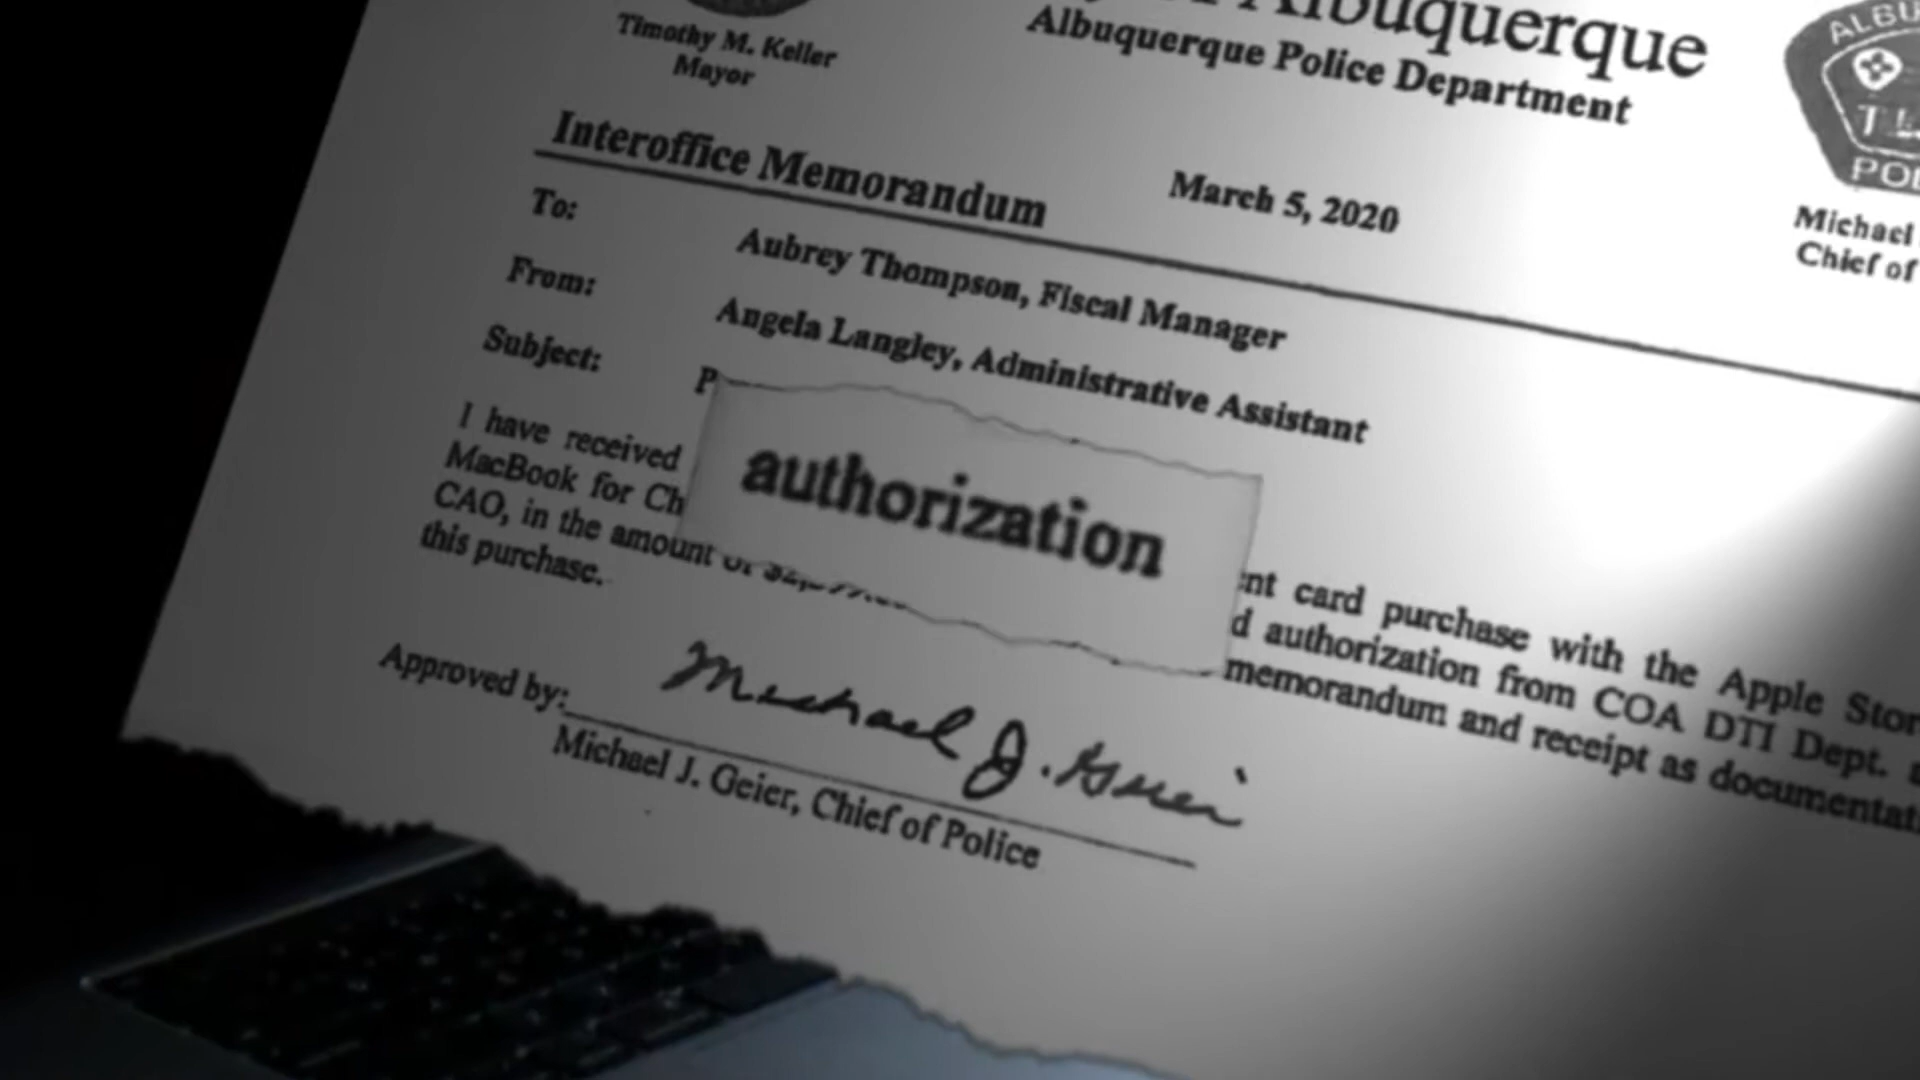 Albuquerque
Albuquerque Police Department
Timothy M. Keller
Mayor
ALBU
POL
Michael
Chief of
Interoffice Memorandum
March 5, 2020
To:
Aubrey Thompson, Fiscal Manager
From:
Angela Langley, Administrative Assistant
Subject:
P
authorization
I have received
nt card purchase with the Apple Stor
MacBook for Ch
d authorization from COA DTI Dept.
CAO, in the amount of
memorandum and receipt as documentat
this purchase.
Approved by:
Michael J. Geier
Michael J. Geier, Chief of Police